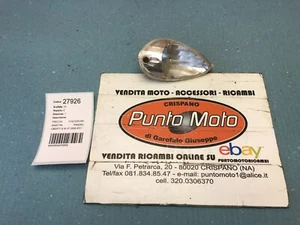 27926
VENDITA MOTO - ACCESSORI - RICAMBI
CRISPANO
Punto Moto
di Garofalo Giuseppe
VENDITA RICAMBI ONLINE SU
ebay
PUNTOMOTORICAMBI
Via F. Petrarca, 20 - 80020 CRISPANO (NA)
Tel/fax 081.834.85.47 - e-mail: puntomoto1@alice.it
cell. 320.0306370